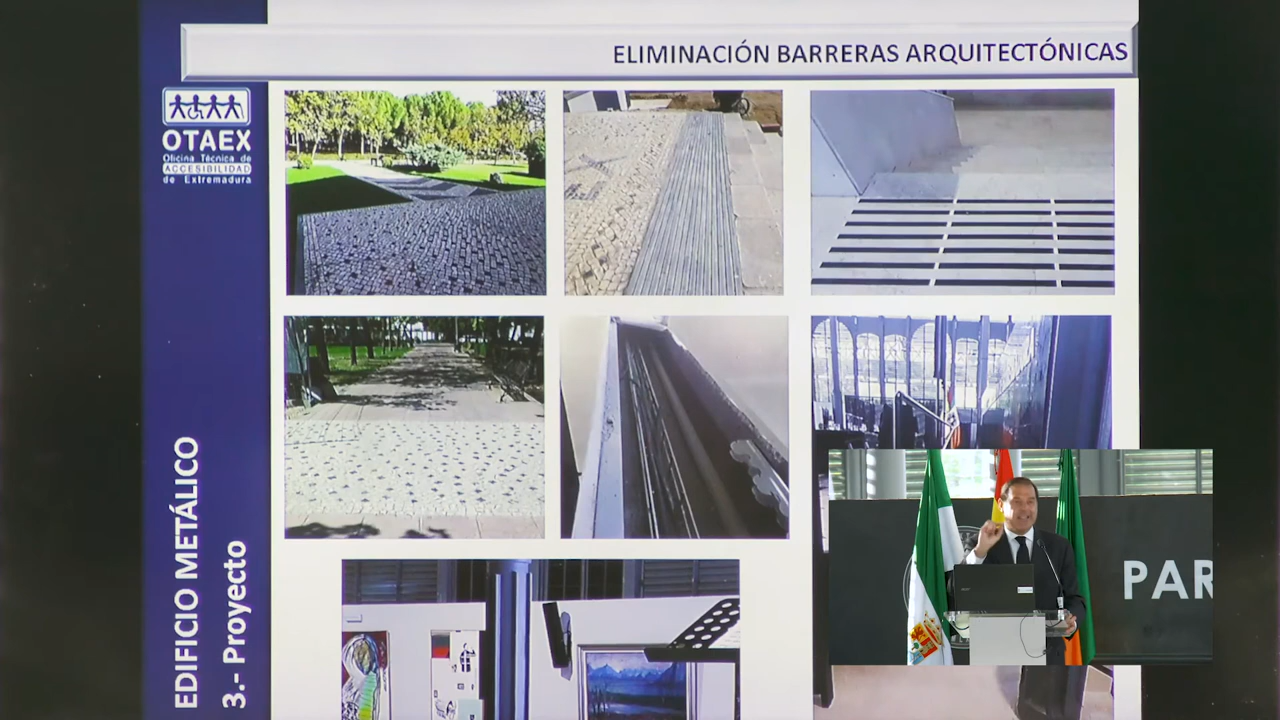 ELIMINACIÓN BARRERAS ARQUITECTÓNICAS
OTAEX
Oficina Técnica de
ACCESIBILIDAD
de Extremadura
EDIFICIO METÁLICO
3.- Proyecto
PAR